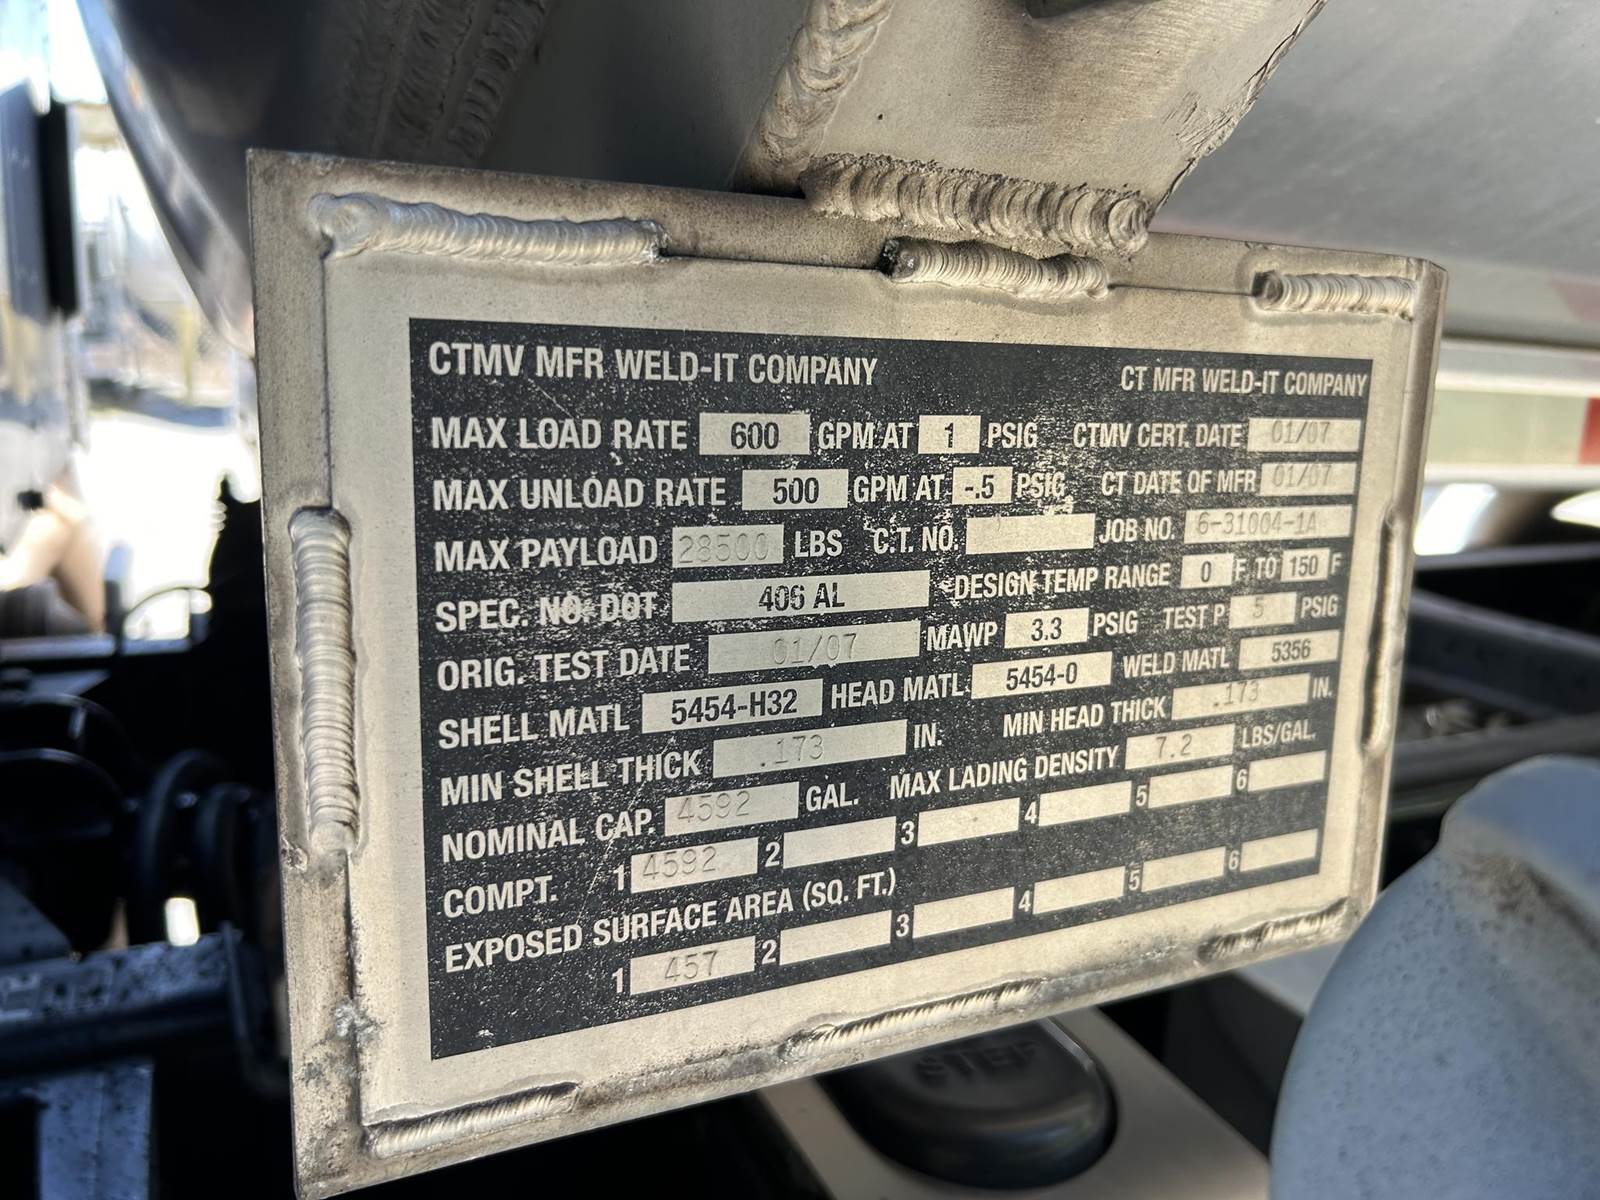 CTMV MFR WELD-IT COMPANY CT MFR WELD-IT COMPANY
MAX LOAD RATE 600 GPM AT 1 PSIG CTMV CERT. DATE 01/07
MAX UNLOAD RATE 500 GPM AT -.5 PSIG CT DATE OF MFR 01/07
MAX PAYLOAD 28500 LBS C.T. NO. JOB NO. 6-31004-1A
SPEC. NO. DOT 406 AL DESIGN TEMP RANGE 0 F TO 150 F
ORIG. TEST DATE 01/07 MAWP 3.3 PSIG TEST P 5 PSIG
SHELL MATL 5454-H32 HEAD MATL. 5454-0 WELD MATL 5356
MIN SHELL THICK .173 IN. MIN HEAD THICK .173 IN.
NOMINAL CAP. 4592 GAL. MAX LADING DENSITY 7.2 LBS/GAL.
COMPT. 1 4592 2 3 4 5 6
EXPOSED SURFACE AREA (SQ. FT.)
1 457 2 3 4 5 6
STEF